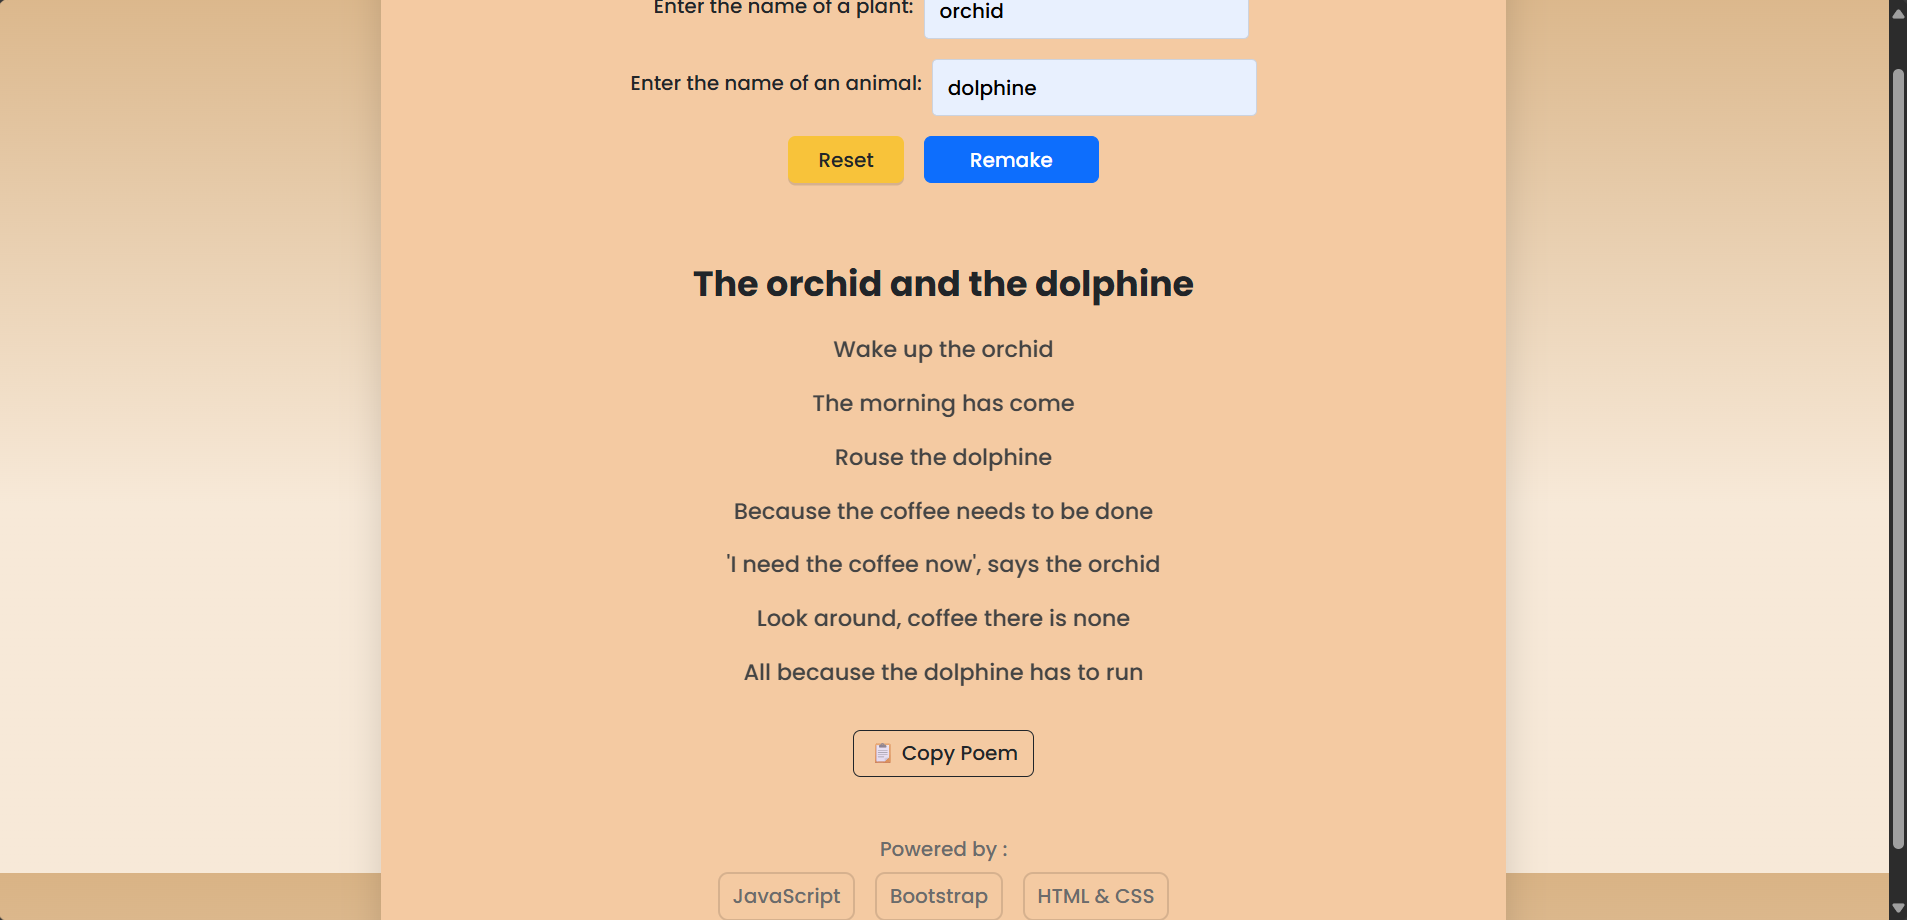 Enter the name of a plant: orchid
Enter the name of an animal: dolphine
Reset Remake
The orchid and the dolphine
Wake up the orchid
The morning has come
Rouse the dolphine
Because the coffee needs to be done
'I need the coffee now', says the orchid
Look around, coffee there is none
All because the dolphine has to run
Copy Poem
Powered by :
JavaScript Bootstrap HTML & CSS